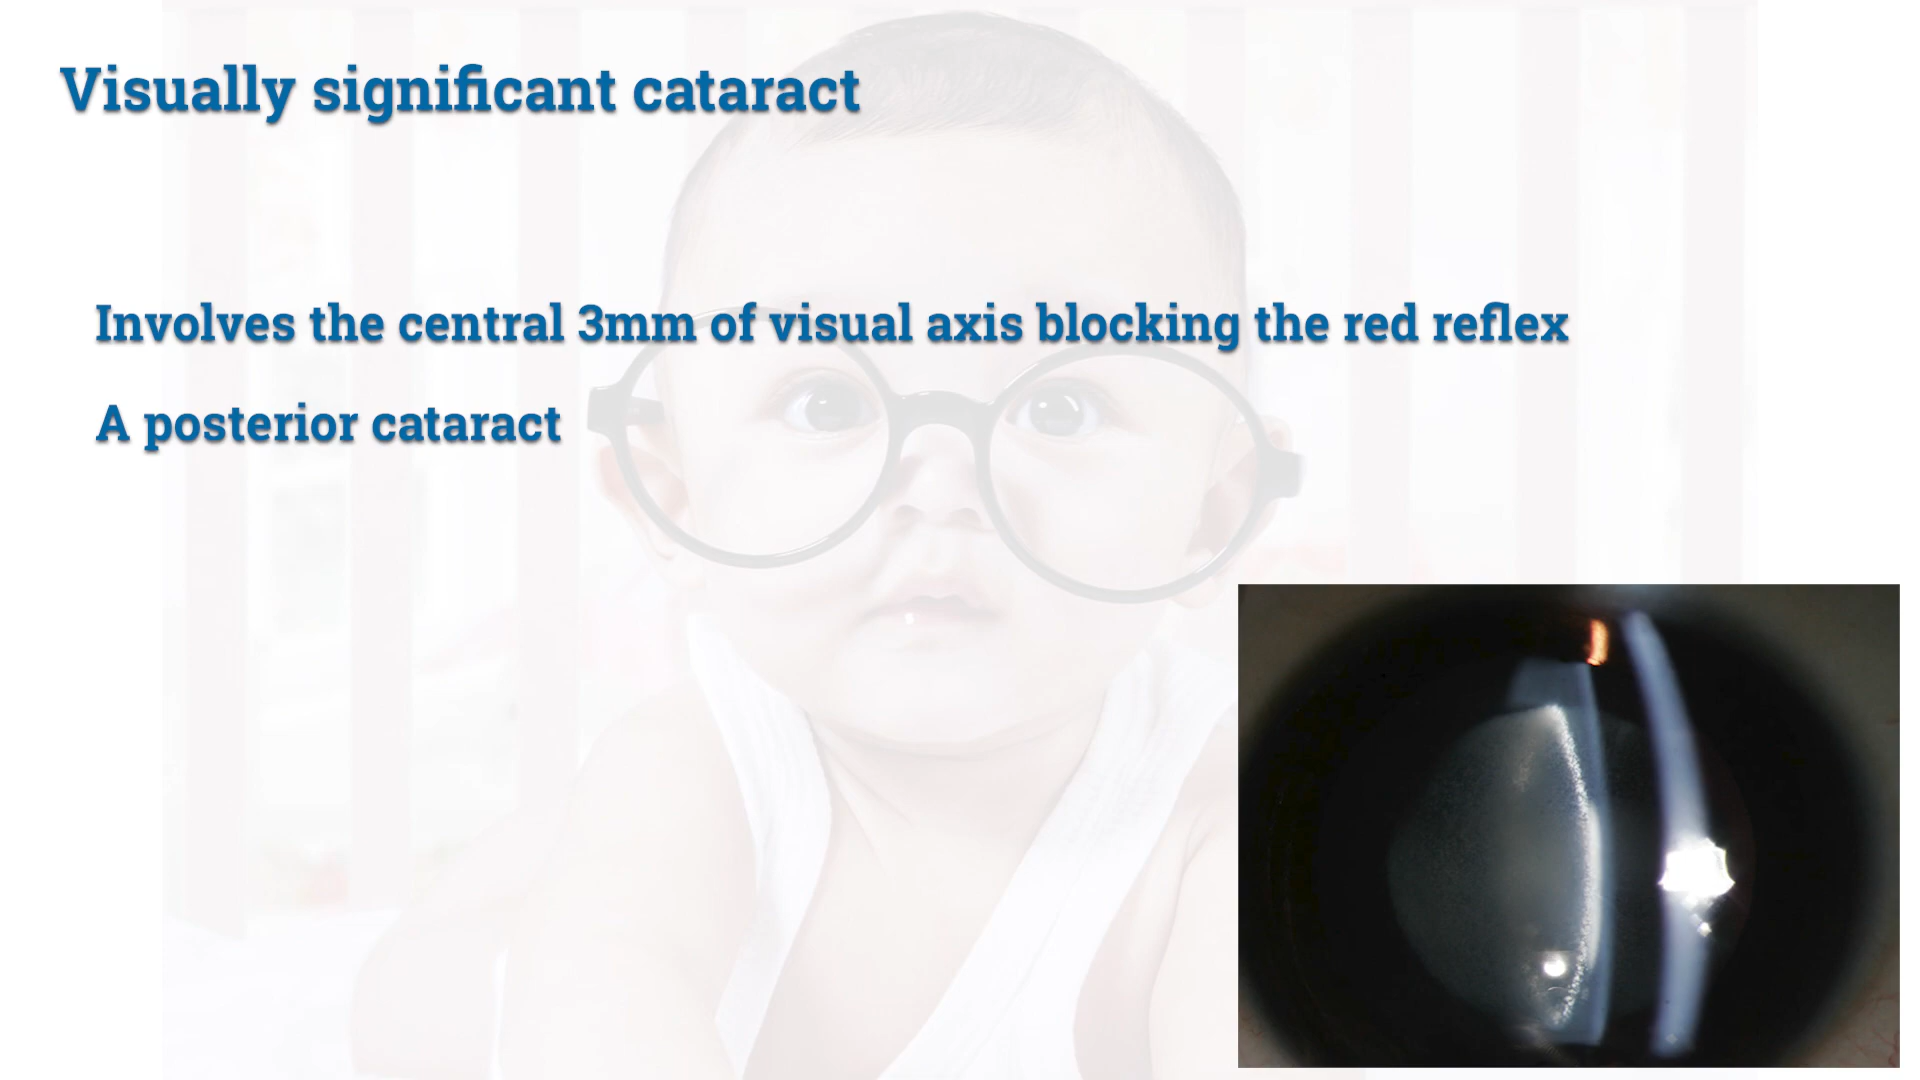 Visually significant cataract
Involves the central 3mm of visual axis blocking the red reflex
A posterior cataract